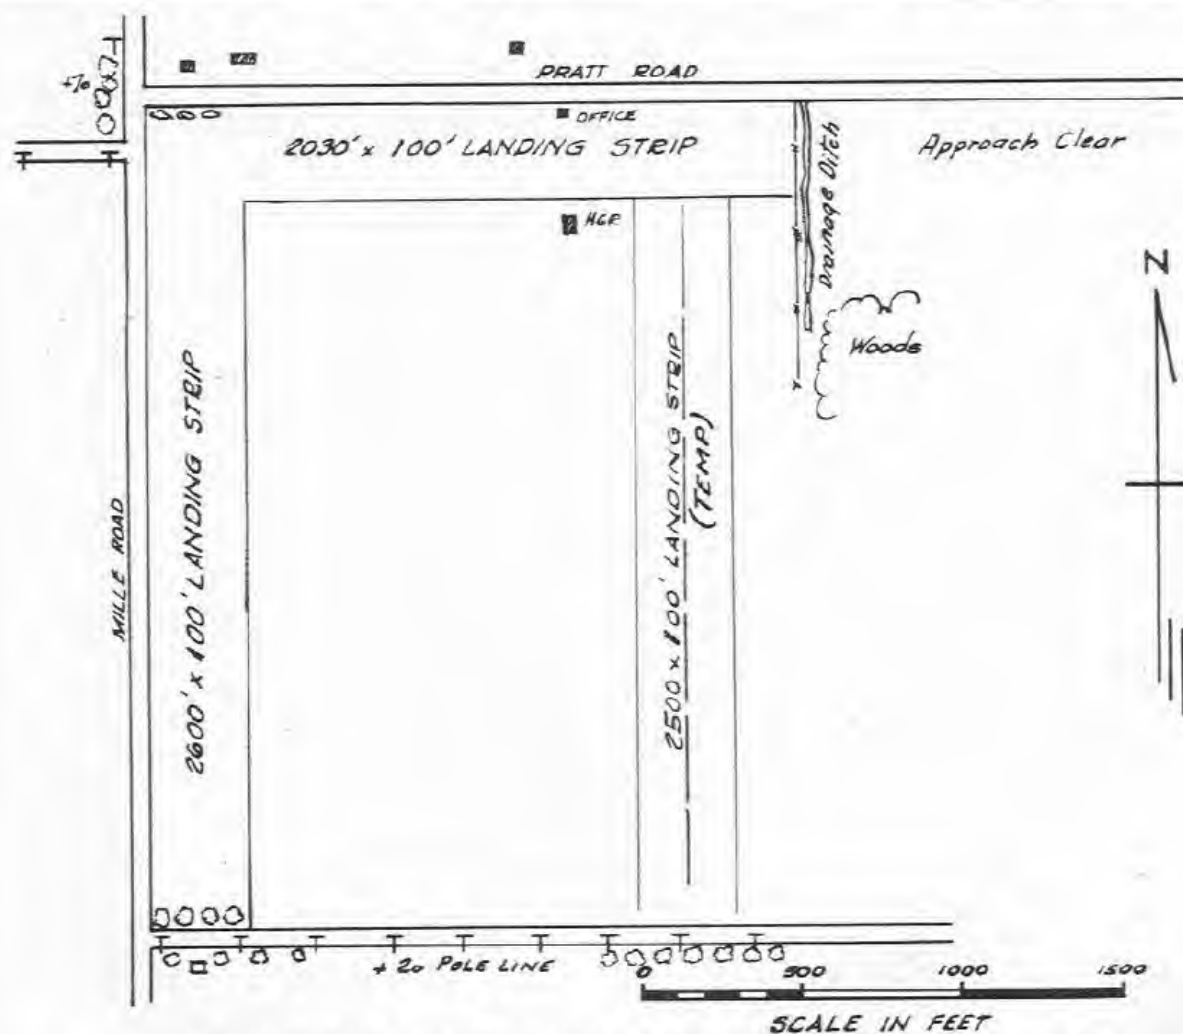 +70
PRATT ROAD
OFFICE
2030' x 100' LANDING STRIP
Approach Clear
HGR
Drainage Ditch
N
Woods
2600' x 100' LANDING STRIP
2500 x 100' LANDING STRIP
(TEMP)
MILLE ROAD
+20 POLE LINE
0 500 1000 1500
SCALE IN FEET